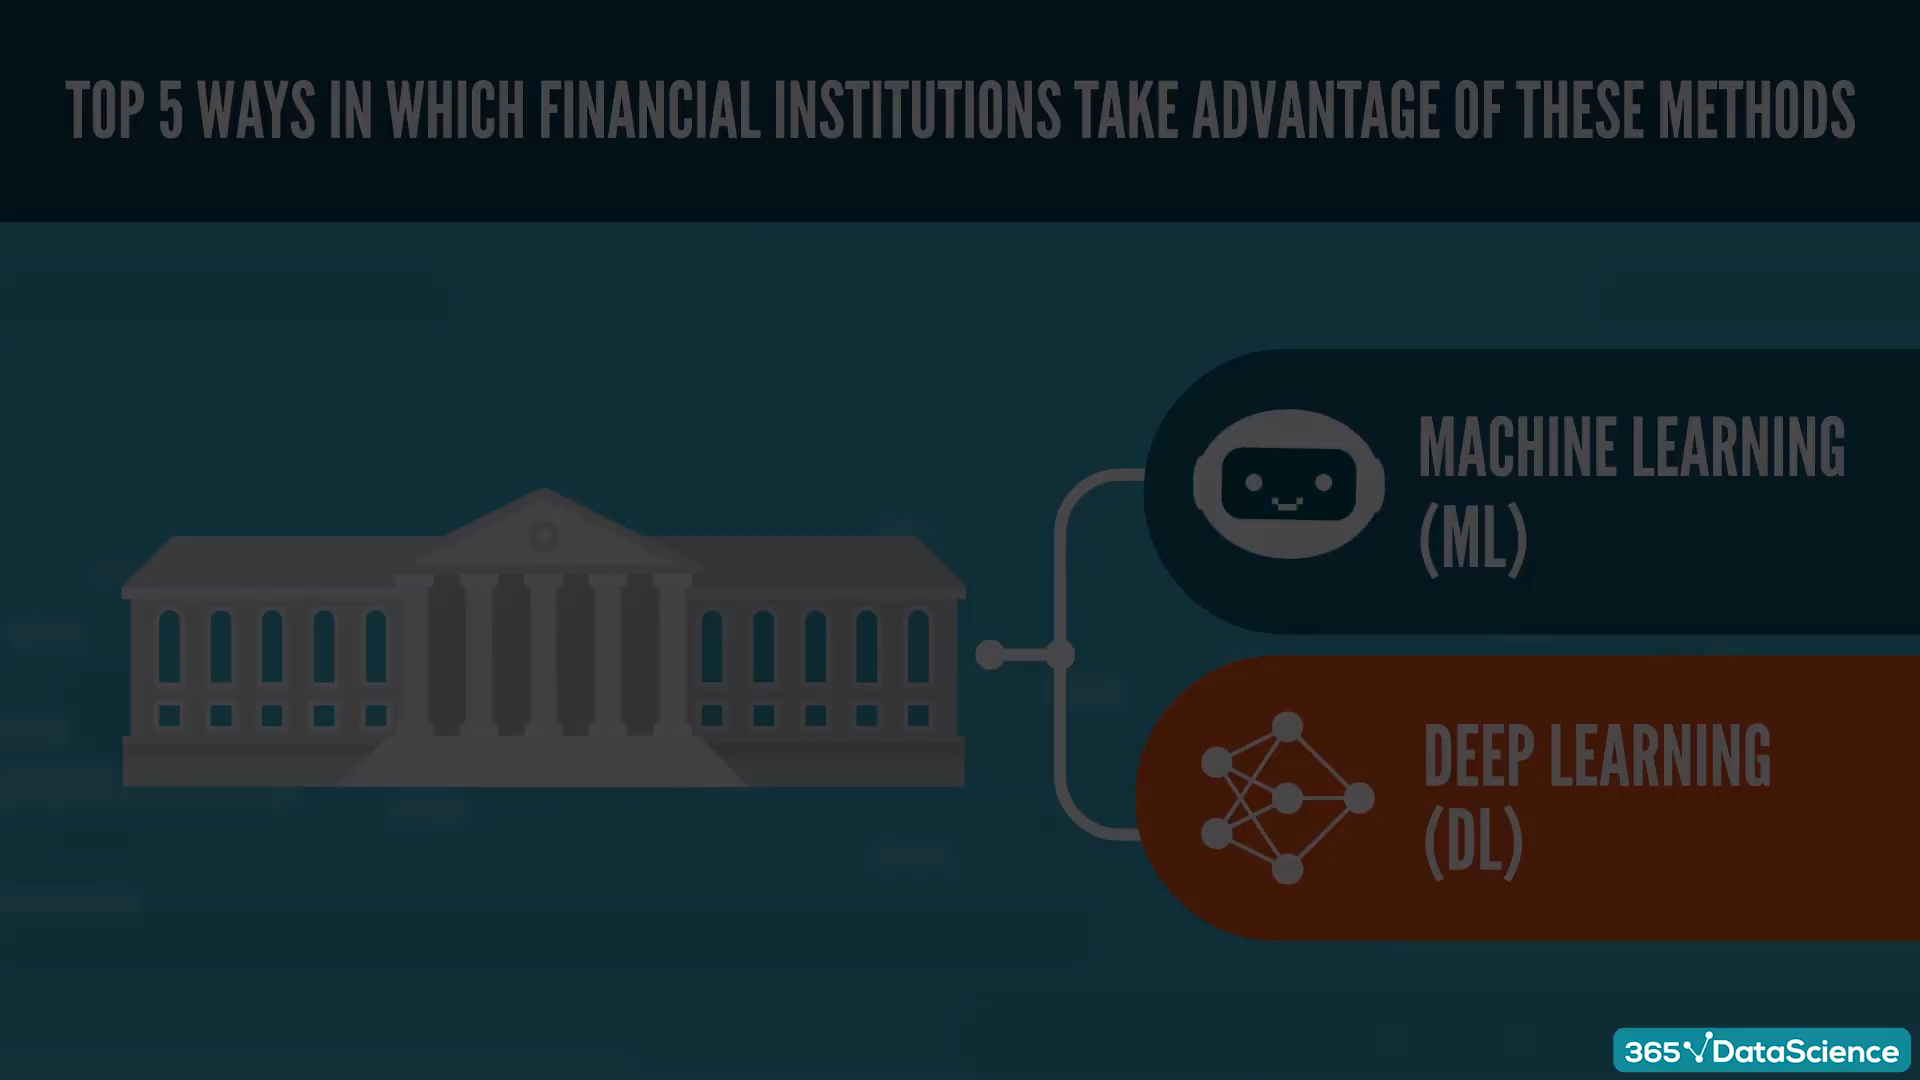 TOP 5 WAYS IN WHICH FINANCIAL INSTITUTIONS TAKE ADVANTAGE OF THESE METHODS
MACHINE LEARNING
(ML)
DEEP LEARNING
(DL)
365 DataScience